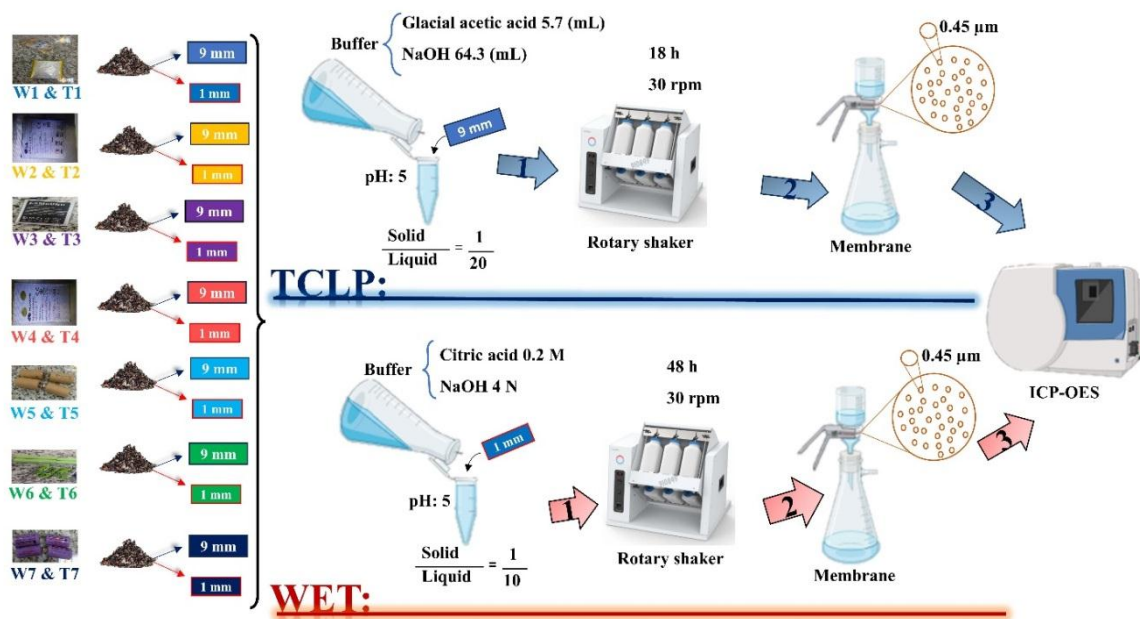 W1 & T1
9 mm
1 mm
W2 & T2
9 mm
1 mm
W3 & T3
9 mm
1 mm
W4 & T4
9 mm
1 mm
W5 & T5
9 mm
1 mm
W6 & T6
9 mm
1 mm
W7 & T7
9 mm
1 mm
Buffer
Glacial acetic acid 5.7 (mL)
NaOH 64.3 (mL)
9 mm
pH: 5
Solid
Liquid
=
1
20
1
18 h
30 rpm
Rotary shaker
2
0.45 µm
Membrane
3
TCLP:
Buffer
Citric acid 0.2 M
NaOH 4 N
1 mm
pH: 5
Solid
Liquid
=
1
10
1
48 h
30 rpm
Rotary shaker
2
0.45 µm
Membrane
3
WET:
ICP-OES